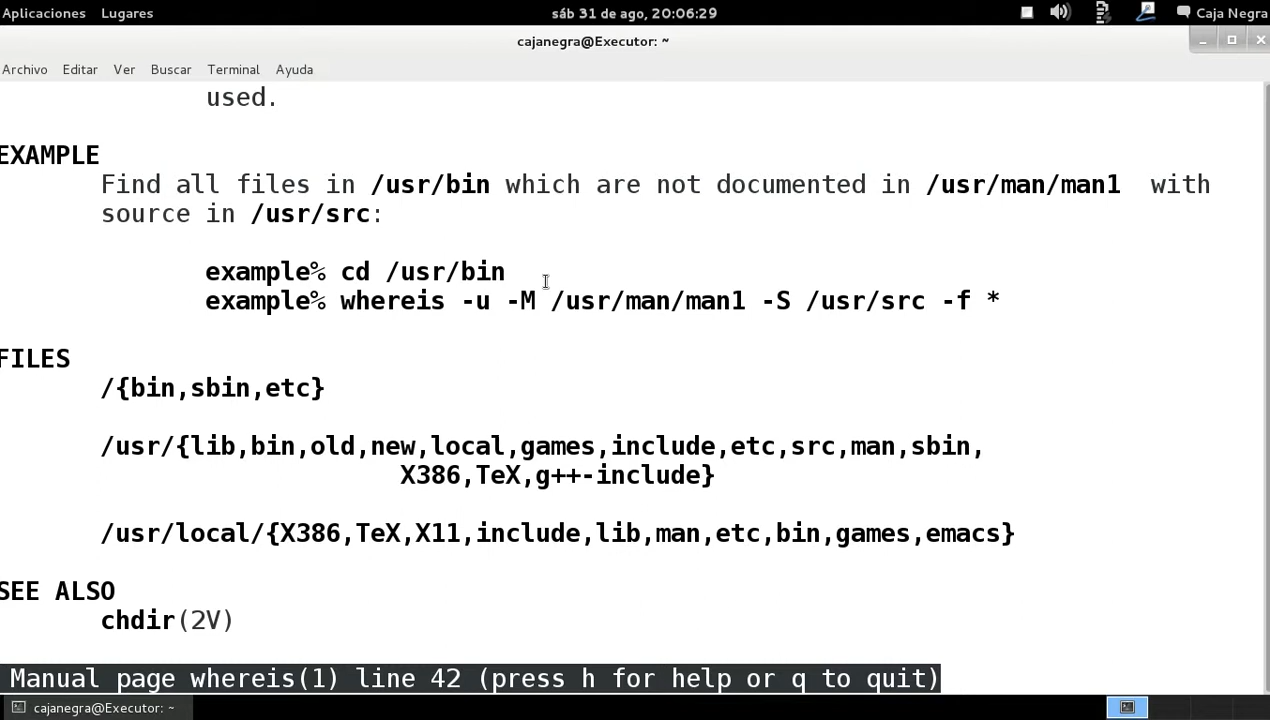 Aplicaciones Lugares sáb 31 de ago, 20:06:29 Caja Negra
cajanegra@Executor: ~
Archivo Editar Ver Buscar Terminal Ayuda
used.
EXAMPLE
Find all files in /usr/bin which are not documented in /usr/man/man1 with
source in /usr/src:
example% cd /usr/bin
example% whereis -u -M /usr/man/man1 -S /usr/src -f *
FILES
/{bin,sbin,etc}
/usr/{lib,bin,old,new,local,games,include,etc,src,man,sbin,
X386,TeX,g++-include}
/usr/local/{X386,TeX,X11,include,lib,man,etc,bin,games,emacs}
SEE ALSO
chdir(2V)
Manual page whereis(1) line 42 (press h for help or q to quit)
cajanegra@Executor: ~